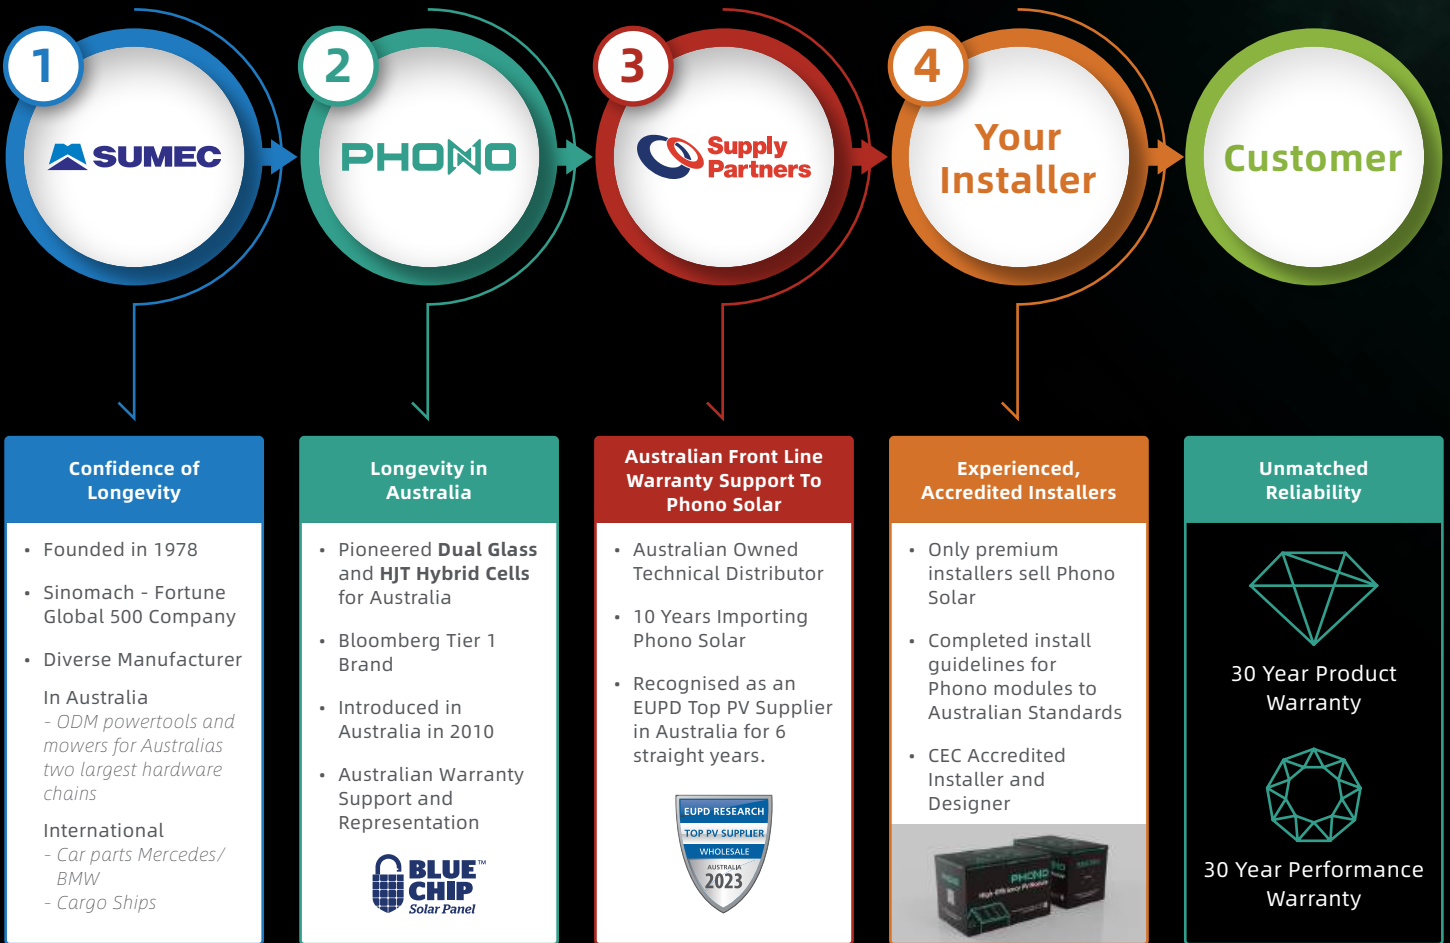 1
SUMEC
2
PHONO
3
Supply
Partners
4
Your
Installer
Customer
Confidence of
Longevity
• Founded in 1978
• Sinomach - Fortune
Global 500 Company
• Diverse Manufacturer
In Australia
- ODM powertools and
mowers for Australias
two largest hardware
chains
International
- Car parts Mercedes/
BMW
- Cargo Ships
Longevity in
Australia
• Pioneered Dual Glass
and HJT Hybrid Cells
for Australia
• Bloomberg Tier 1
Brand
• Introduced in
Australia in 2010
• Australian Warranty
Support and
Representation
BLUE™
CHIP
Solar Panel
Australian Front Line
Warranty Support To
Phono Solar
• Australian Owned
Technical Distributor
• 10 Years Importing
Phono Solar
• Recognised as an
EUPD Top PV Supplier
in Australia for 6
straight years.
EUPD RESEARCH
TOP PV SUPPLIER
WHOLESALE
AUSTRALIA
2023
Experienced,
Accredited Installers
• Only premium
installers sell Phono
Solar
• Completed install
guidelines for
Phono modules to
Australian Standards
• CEC Accredited
Installer and
Designer
PHONO
High-Efficiency PV Module
Unmatched
Reliability
30 Year Product
Warranty
30 Year Performance
Warranty